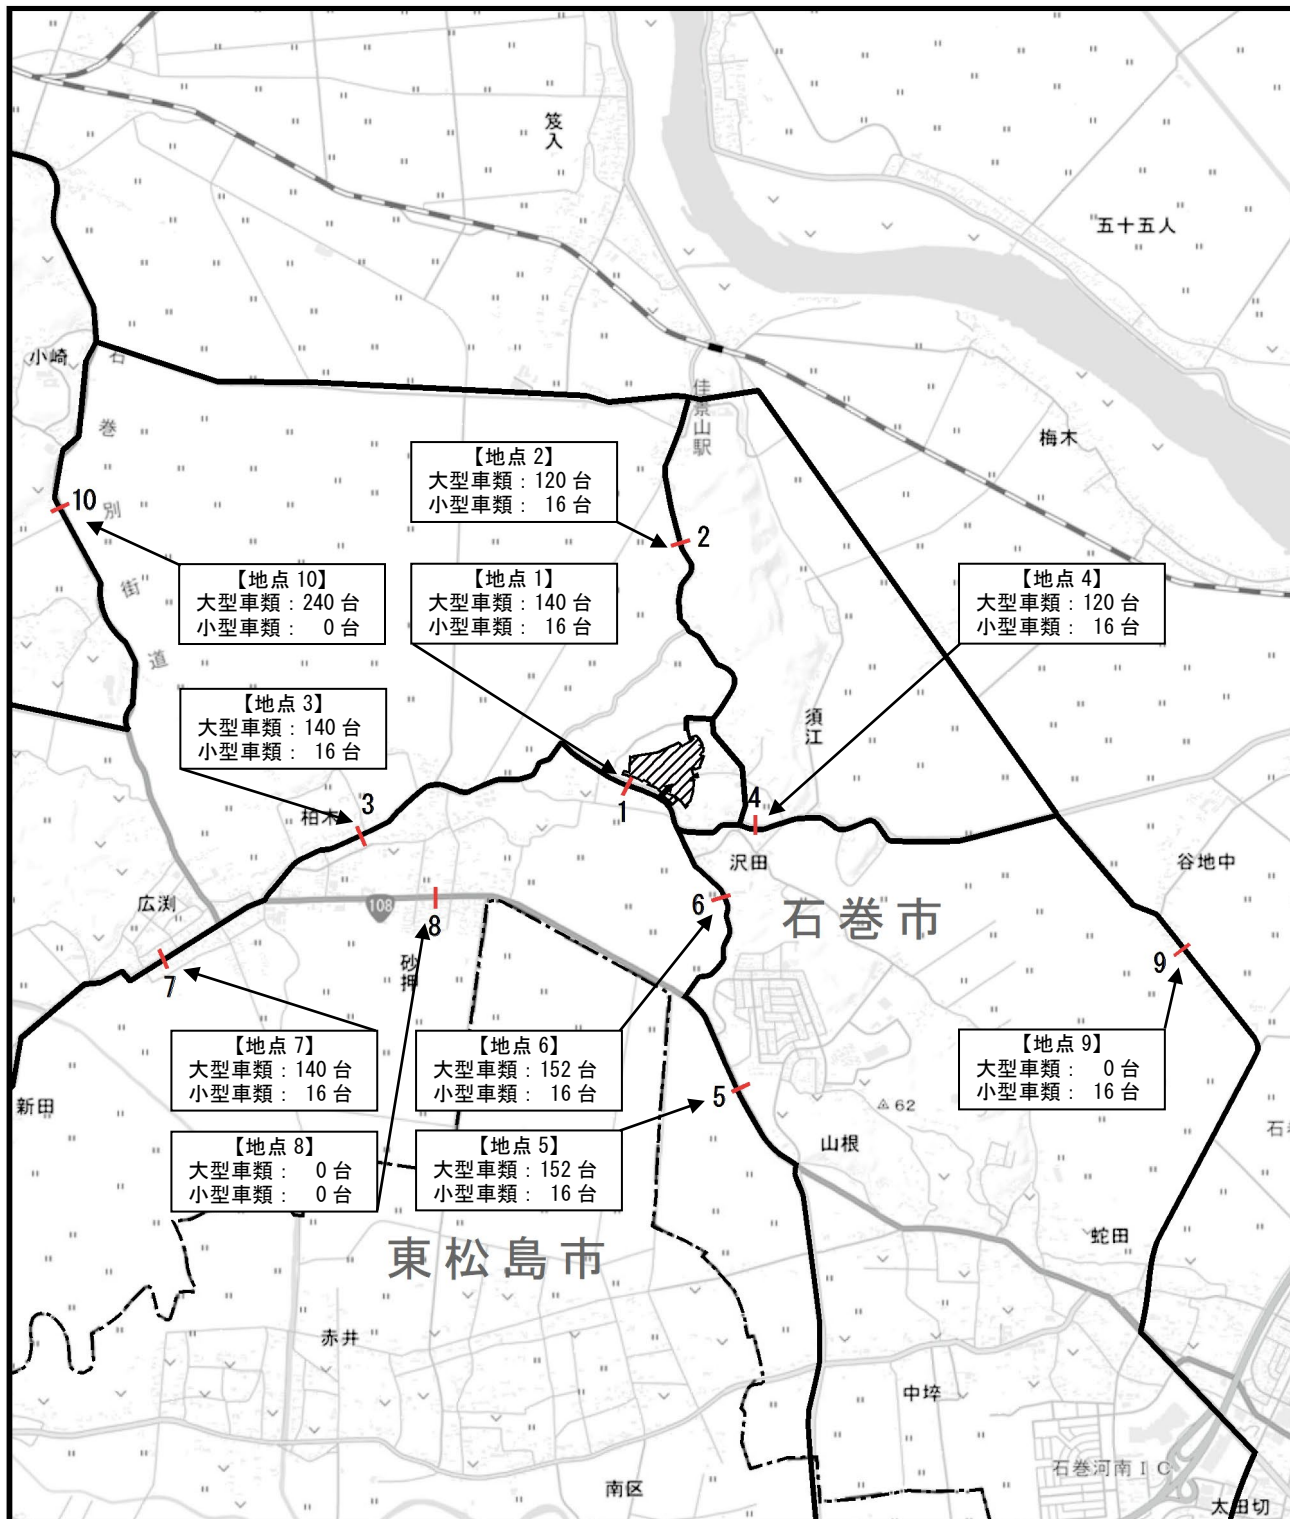 笈入
五十五人
小崎
石巻別街道
佳景山駅
梅木
【地点 2】
大型車類：120 台
小型車類： 16 台
10
2
【地点 10】
大型車類：240 台
小型車類： 0 台
【地点 1】
大型車類：140 台
小型車類： 16 台
【地点 4】
大型車類：120 台
小型車類： 16 台
【地点 3】
大型車類：140 台
小型車類： 16 台
須江
1
3
4
柏木
沢田
谷地中
広渕
108
8
6
石巻市
9
7
砂押
【地点 7】
大型車類：140 台
小型車類： 16 台
【地点 6】
大型車類：152 台
小型車類： 16 台
【地点 9】
大型車類： 0 台
小型車類： 16 台
新田
5
62
山根
石巻
【地点 8】
大型車類： 0 台
小型車類： 0 台
【地点 5】
大型車類：152 台
小型車類： 16 台
蛇田
東松島市
赤井
中埣
石巻河南ＩＣ
南区
太田切